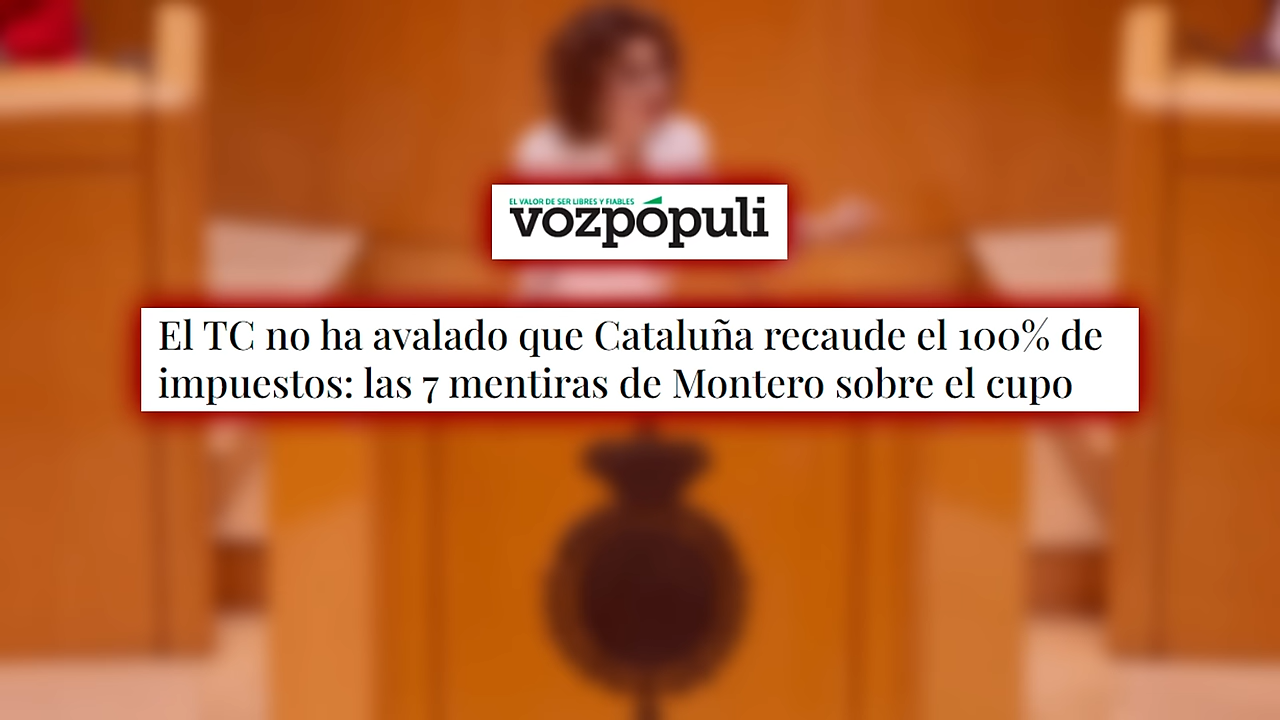 EL VALOR DE SER LIBRES Y FIABLES
vozpópuli
El TC no ha avalado que Cataluña recaude el 100% de
impuestos: las 7 mentiras de Montero sobre el cupo